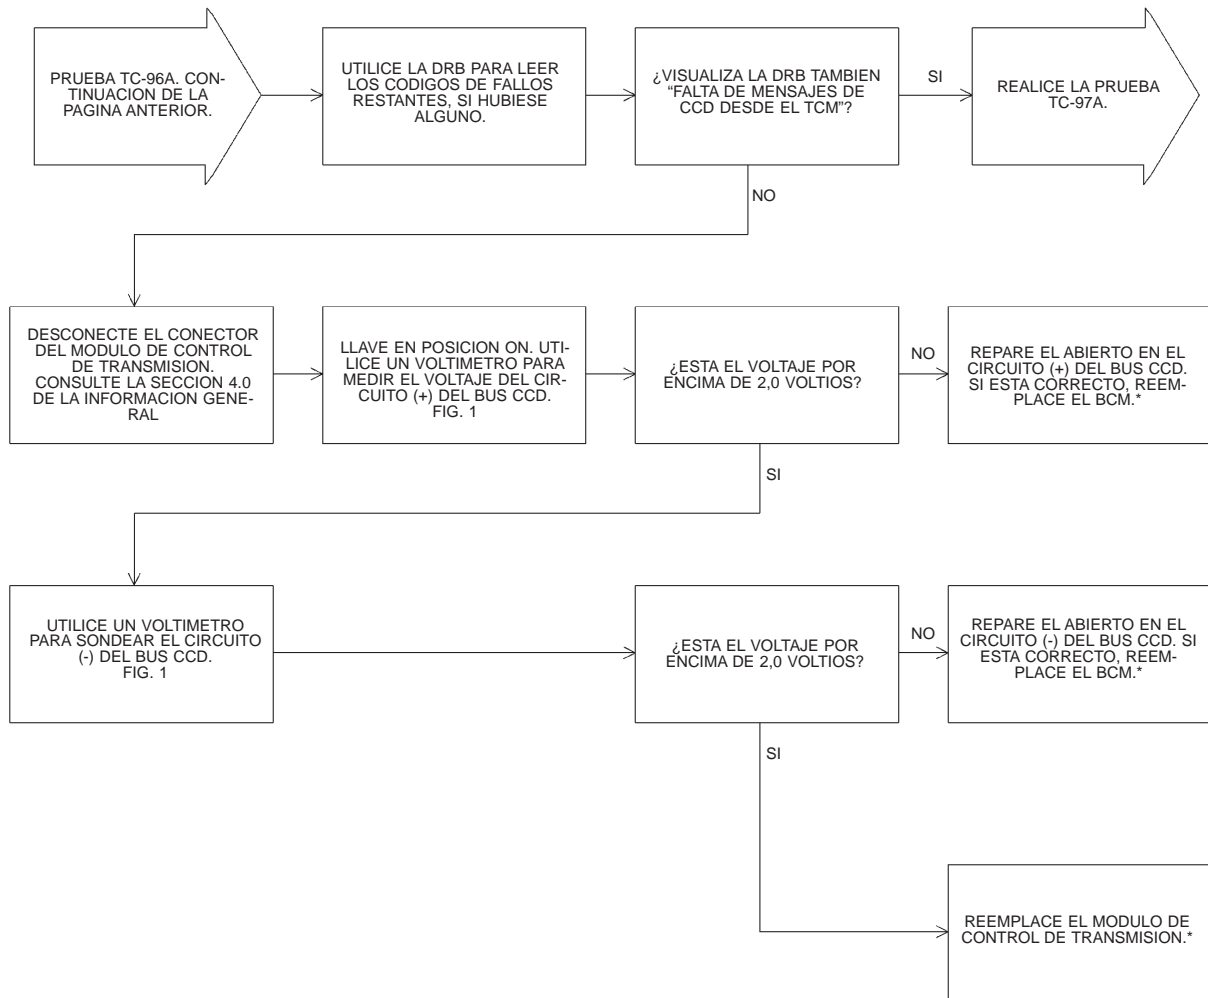 PRUEBA TC-96A. CON-
TINUACION DE LA
PAGINA ANTERIOR.
UTILICE LA DRB PARA LEER
LOS CODIGOS DE FALLOS
RESTANTES, SI HUBIESE
ALGUNO.
¿VISUALIZA LA DRB TAMBIEN
“FALTA DE MENSAJES DE
CCD DESDE EL TCM”?
SI
REALICE LA PRUEBA
TC-97A.
NO
DESCONECTE EL CONECTOR
DEL MODULO DE CONTROL
DE TRANSMISION.
CONSULTE LA SECCION 4.0
DE LA INFORMACION GENE-
RAL
LLAVE EN POSICION ON. UTI-
LICE UN VOLTIMETRO PARA
MEDIR EL VOLTAJE DEL CIR-
CUITO (+) DEL BUS CCD.
FIG. 1
¿ESTA EL VOLTAJE POR
ENCIMA DE 2,0 VOLTIOS?
NO
REPARE EL ABIERTO EN EL
CIRCUITO (+) DEL BUS CCD.
SI ESTA CORRECTO, REEM-
PLACE EL BCM.*
SI
UTILICE UN VOLTIMETRO
PARA SONDEAR EL CIRCUITO
(-) DEL BUS CCD.
FIG. 1
¿ESTA EL VOLTAJE POR
ENCIMA DE 2,0 VOLTIOS?
NO
REPARE EL ABIERTO EN EL
CIRCUITO (-) DEL BUS CCD. SI
ESTA CORRECTO, REEM-
PLACE EL BCM.*
SI
REEMPLACE EL MODULO DE
CONTROL DE TRANSMISION.*